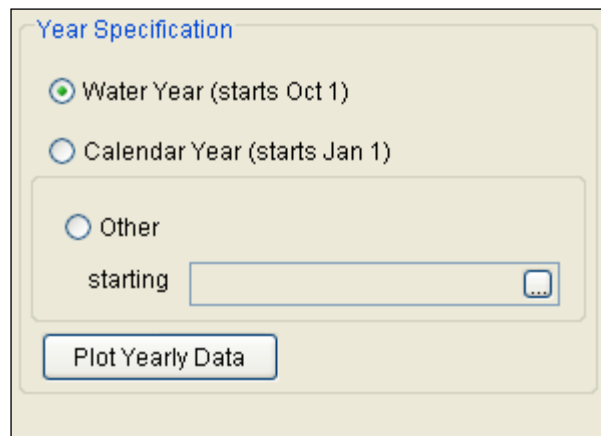 Year Specification
Water Year (starts Oct 1)
Calendar Year (starts Jan 1)
Other
starting
...
Plot Yearly Data